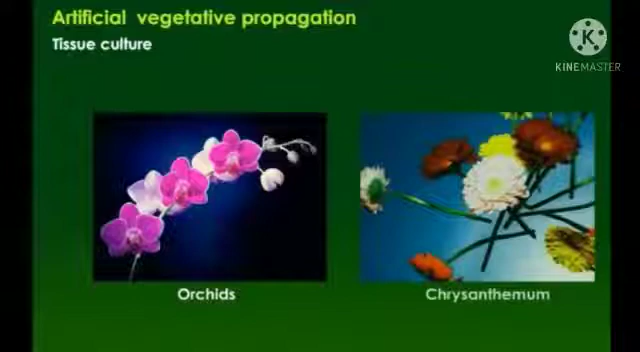 Artificial vegetative propagation
Tissue culture
KINEMASTER
Orchids
Chrysanthemum